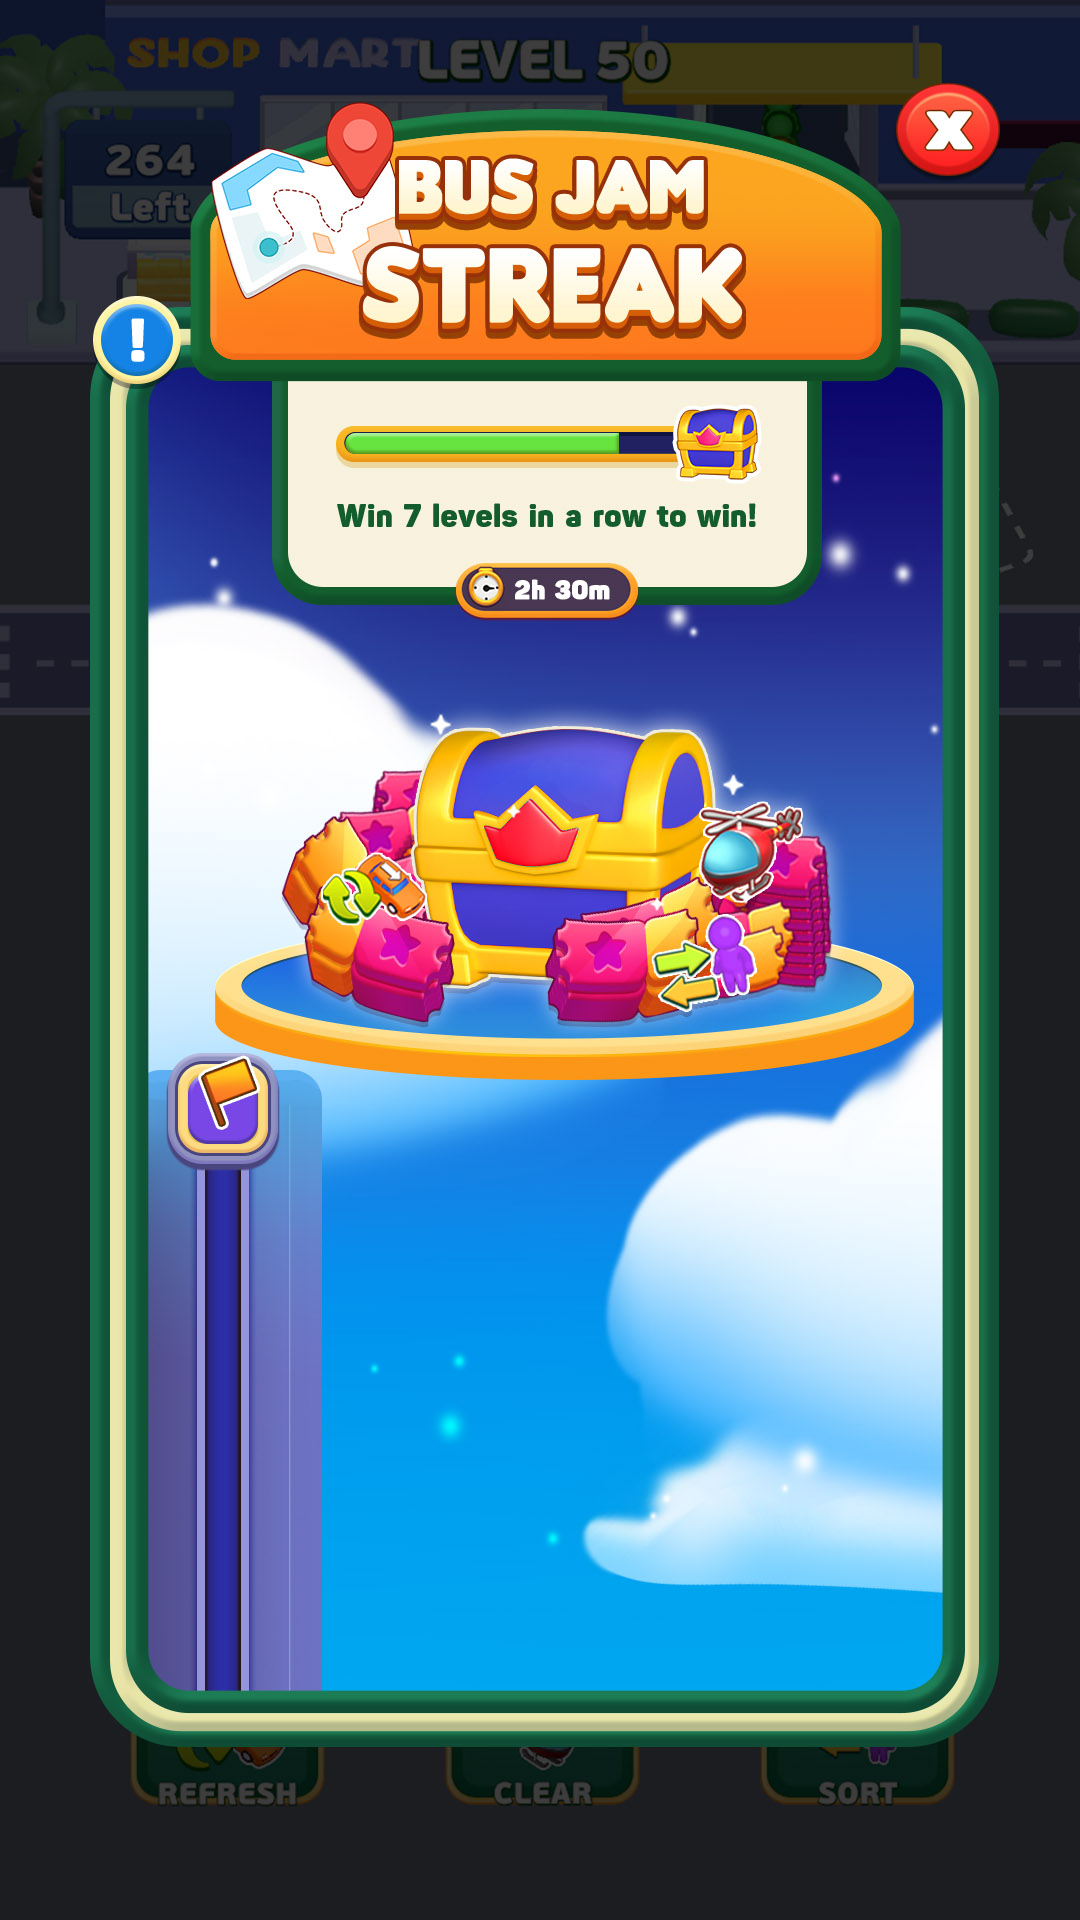 SHOP MART
LEVEL 50
264
Left
BUS JAM
STREAK
X
!
Win 7 levels in a row to win!
2h 30m
REFRESH
CLEAR
SORT